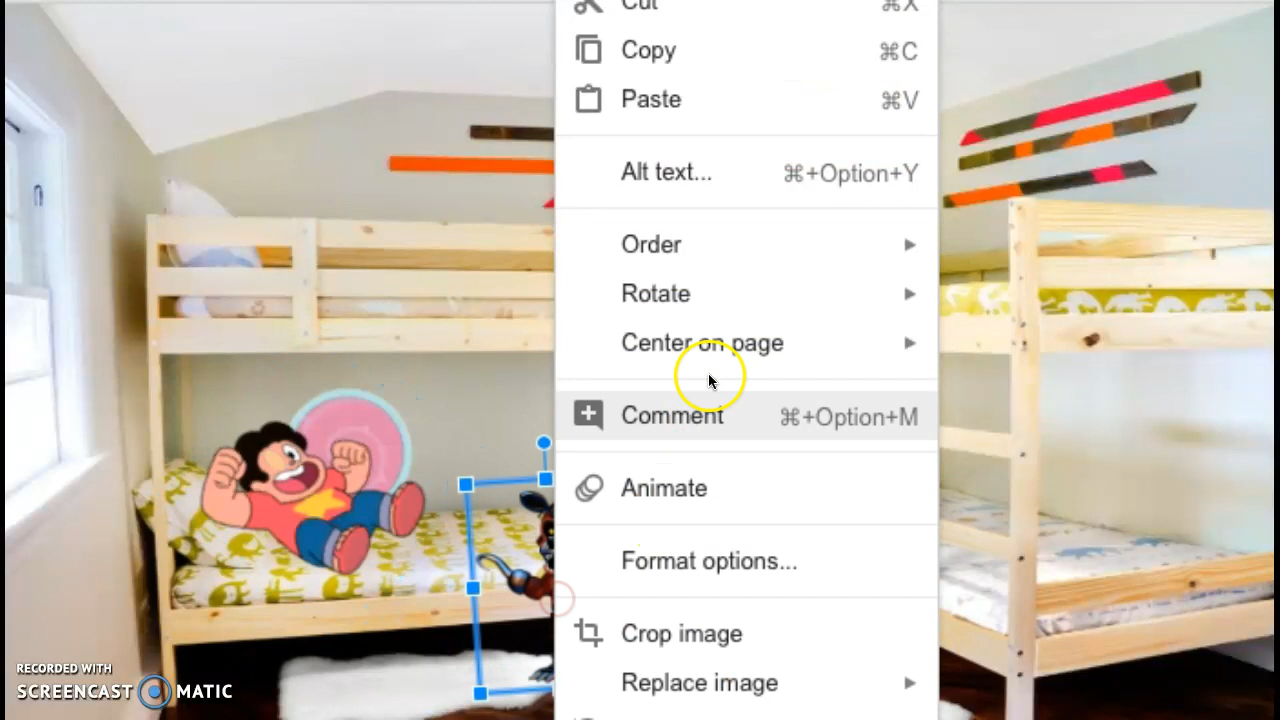 Cut ⌘X
Copy ⌘C
Paste ⌘V
Alt text... ⌘+Option+Y
Order
Rotate
Center on page
Comment ⌘+Option+M
Animate
Format options...
Crop image
Replace image
RECORDED WITH
SCREENCAST MATIC